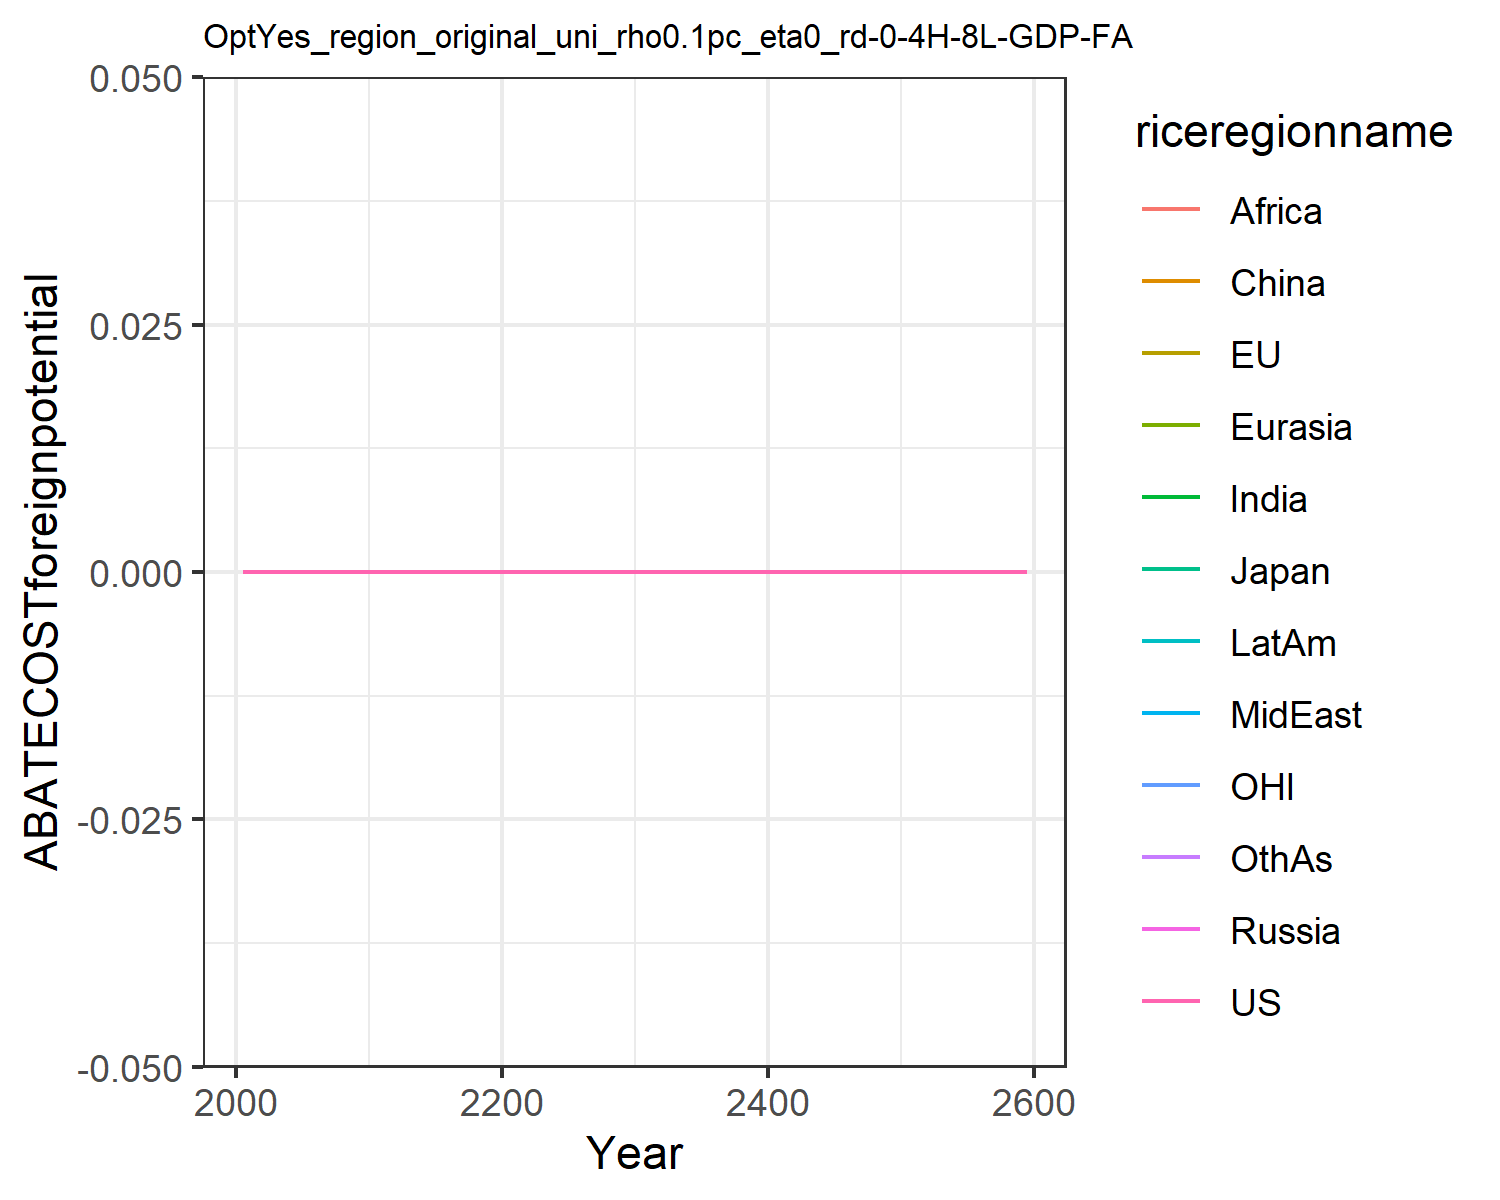 OptYes_region_original_uni_rho0.1pc_eta0_rd-0-4H-8L-GDP-FA
ABATECOSTforeignpotential
0.050
0.025
0.000
-0.025
-0.050
2000
2200
2400
2600
Year
riceregionname
Africa
China
EU
Eurasia
India
Japan
LatAm
MidEast
OHI
OthAs
Russia
US